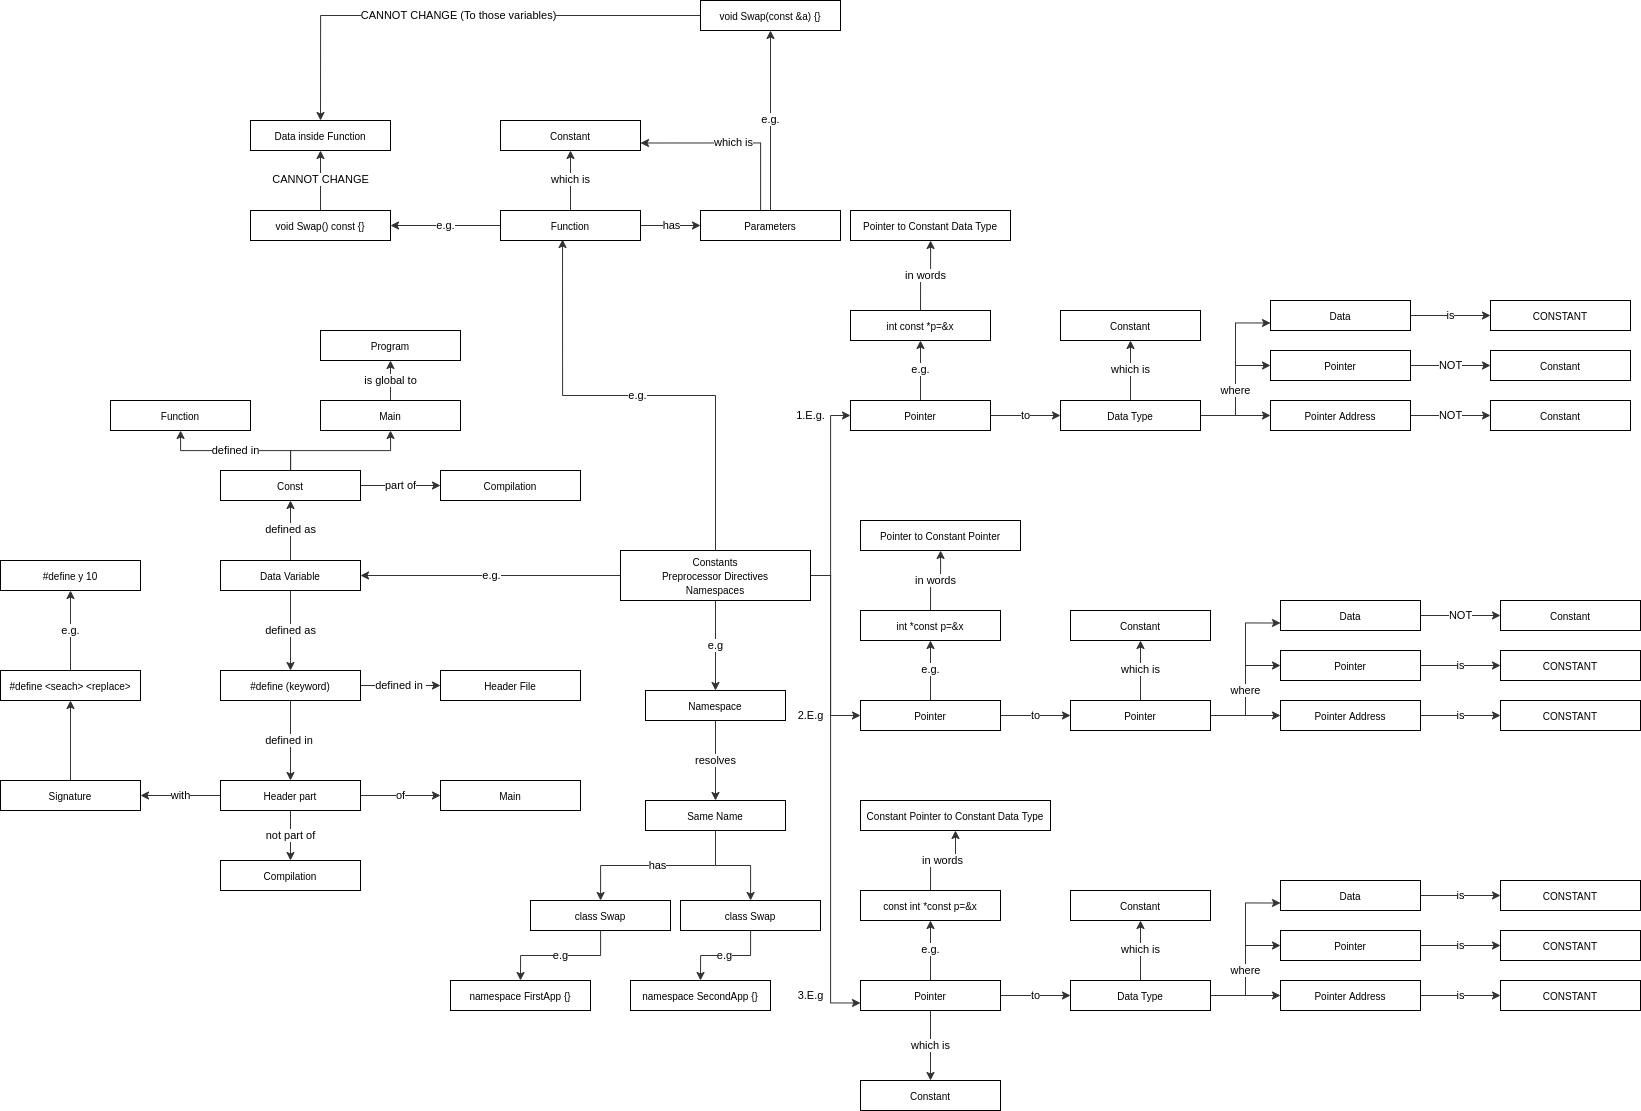 CANNOT CHANGE (To those variables)
void Swap(const &a) {}
e.g.
Data inside Function
Constant
which is
CANNOT CHANGE
which is
void Swap() const {}
e.g.
Function
has
Parameters
Pointer to Constant Data Type
in words
int const *p=&x
Constant
Data
is
CONSTANT
Program
is global to
e.g.
which is
Pointer
NOT
Constant
where
e.g.
Function
Main
1.E.g.
Pointer
to
Data Type
Pointer Address
NOT
Constant
defined in
Const
part of
Compilation
defined as
Pointer to Constant Pointer
in words
#define y 10
Data Variable
e.g.
Constants
Preprocessor Directives
Namespaces
int *const p=&x
Constant
Data
NOT
Constant
e.g.
defined as
e.g
e.g.
which is
Pointer
is
CONSTANT
where
#define <seach> <replace>
#define (keyword)
defined in
Header File
Namespace
2.E.g
Pointer
to
Pointer
Pointer Address
is
CONSTANT
defined in
resolves
Signature
with
Header part
of
Main
Same Name
Constant Pointer to Constant Data Type
not part of
in words
Compilation
has
class Swap
class Swap
const int *const p=&x
Constant
Data
is
CONSTANT
e.g
e.g
e.g.
which is
Pointer
is
CONSTANT
where
namespace FirstApp {}
namespace SecondApp {}
3.E.g
Pointer
to
Data Type
Pointer Address
is
CONSTANT
which is
Constant